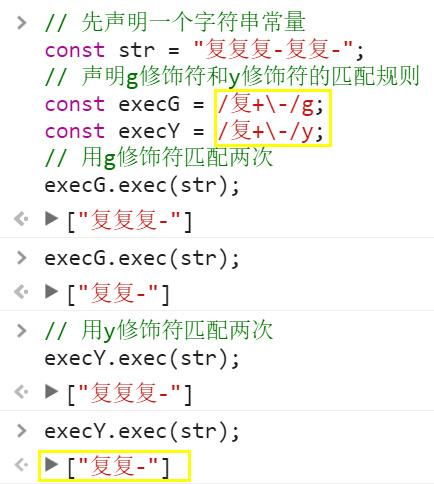 // 先声明一个字符串常量
const str = "复复复-复复-";
// 声明g修饰符和y修饰符的匹配规则
const execG = /复+\-/g;
const execY = /复+\-/y;
// 用g修饰符匹配两次
execG.exec(str);
["复复复-"]
execG.exec(str);
["复复-"]
// 用y修饰符匹配两次
execY.exec(str);
["复复复-"]
execY.exec(str);
["复复-"]